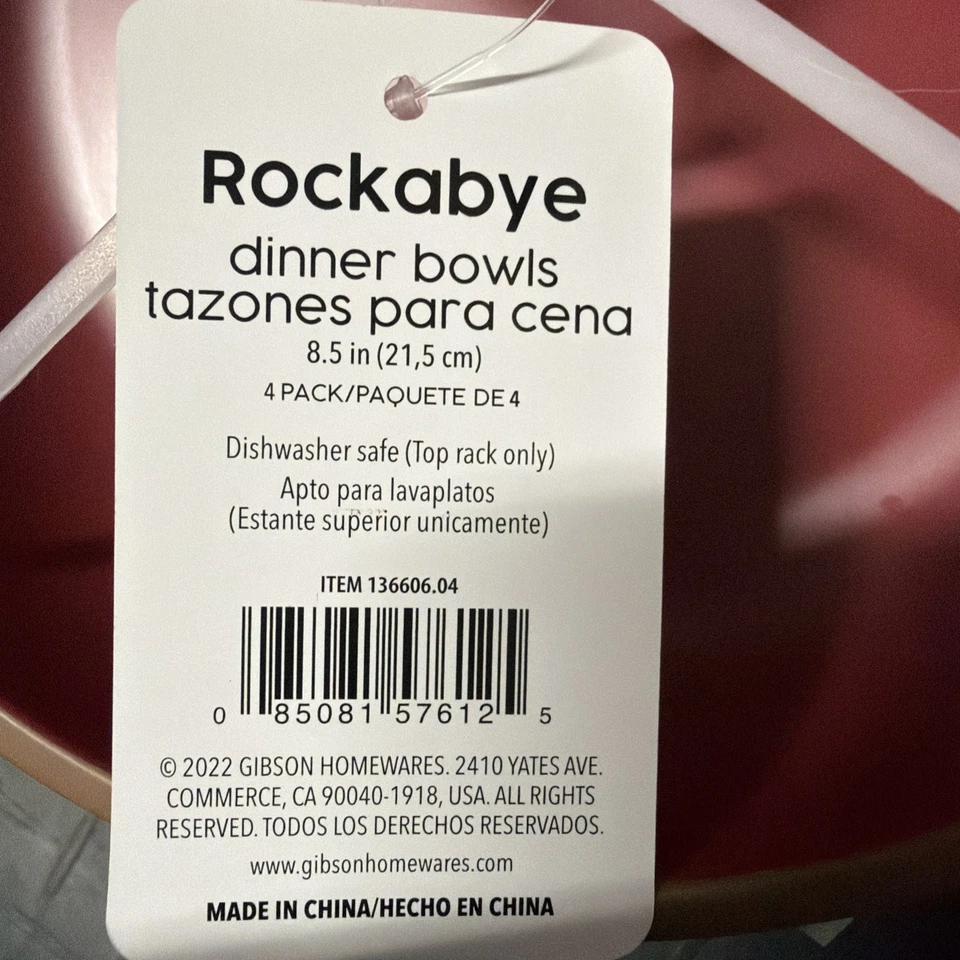 Rockabye
dinner bowls
tazones para cena
8.5 in (21,5 cm)
4 PACK/PAQUETE DE 4
Dishwasher safe (Top rack only)
Apto para lavaplatos
(Estante superior unicamente)
ITEM 136606.04
0 85081 57612 5
© 2022 GIBSON HOMEWARES. 2410 YATES AVE.
COMMERCE, CA 90040-1918, USA. ALL RIGHTS
RESERVED. TODOS LOS DERECHOS RESERVADOS.
www.gibsonhomewares.com
MADE IN CHINA/HECHO EN CHINA